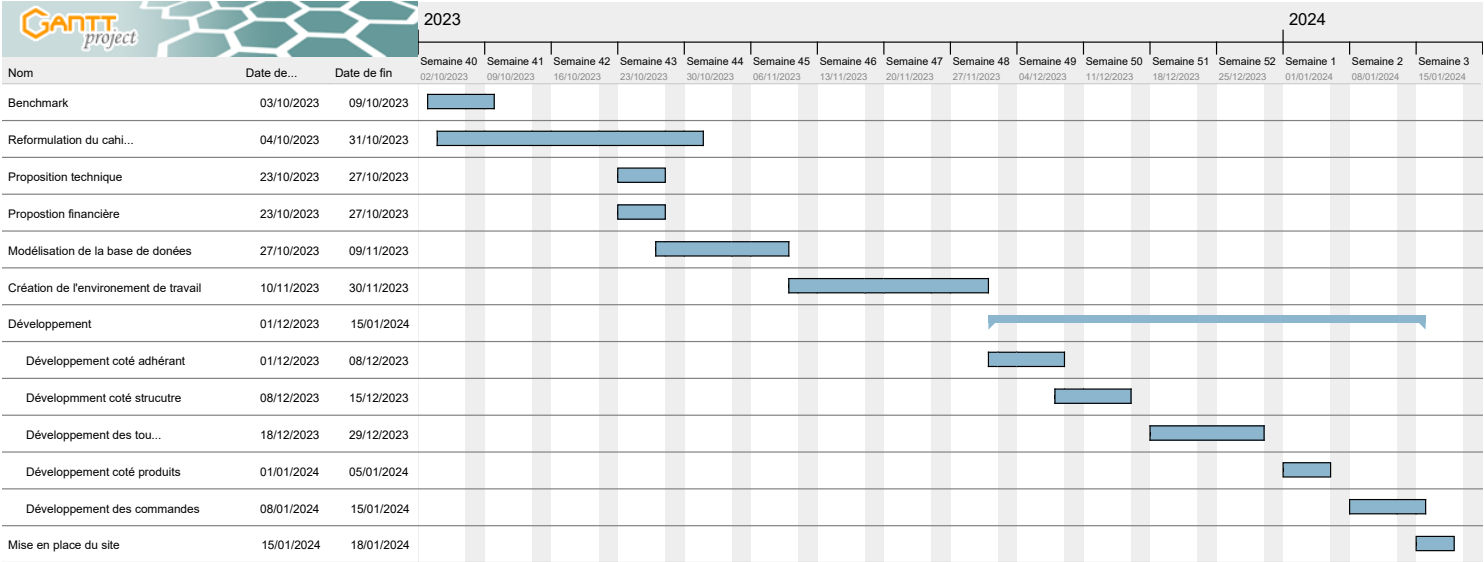 GANTT
project
2023 2024
Semaine 40 Semaine 41 Semaine 42 Semaine 43 Semaine 44 Semaine 45 Semaine 46 Semaine 47 Semaine 48 Semaine 49 Semaine 50 Semaine 51 Semaine 52 Semaine 1 Semaine 2 Semaine 3
Nom Date de... Date de fin 02/10/2023 09/10/2023 16/10/2023 23/10/2023 30/10/2023 06/11/2023 13/11/2023 20/11/2023 27/11/2023 04/12/2023 11/12/2023 18/12/2023 25/12/2023 01/01/2024 08/01/2024 15/01/2024
Benchmark 03/10/2023 09/10/2023
Reformulation du cahi... 04/10/2023 31/10/2023
Proposition technique 23/10/2023 27/10/2023
Propostion financière 23/10/2023 27/10/2023
Modélisation de la base de donées 27/10/2023 09/11/2023
Création de l'environement de travail 10/11/2023 30/11/2023
Développement 01/12/2023 15/01/2024
Développement coté adhérant 01/12/2023 08/12/2023
Dévelopmment coté strucutre 08/12/2023 15/12/2023
Développement des tou... 18/12/2023 29/12/2023
Développement coté produits 01/01/2024 05/01/2024
Développement des commandes 08/01/2024 15/01/2024
Mise en place du site 15/01/2024 18/01/2024